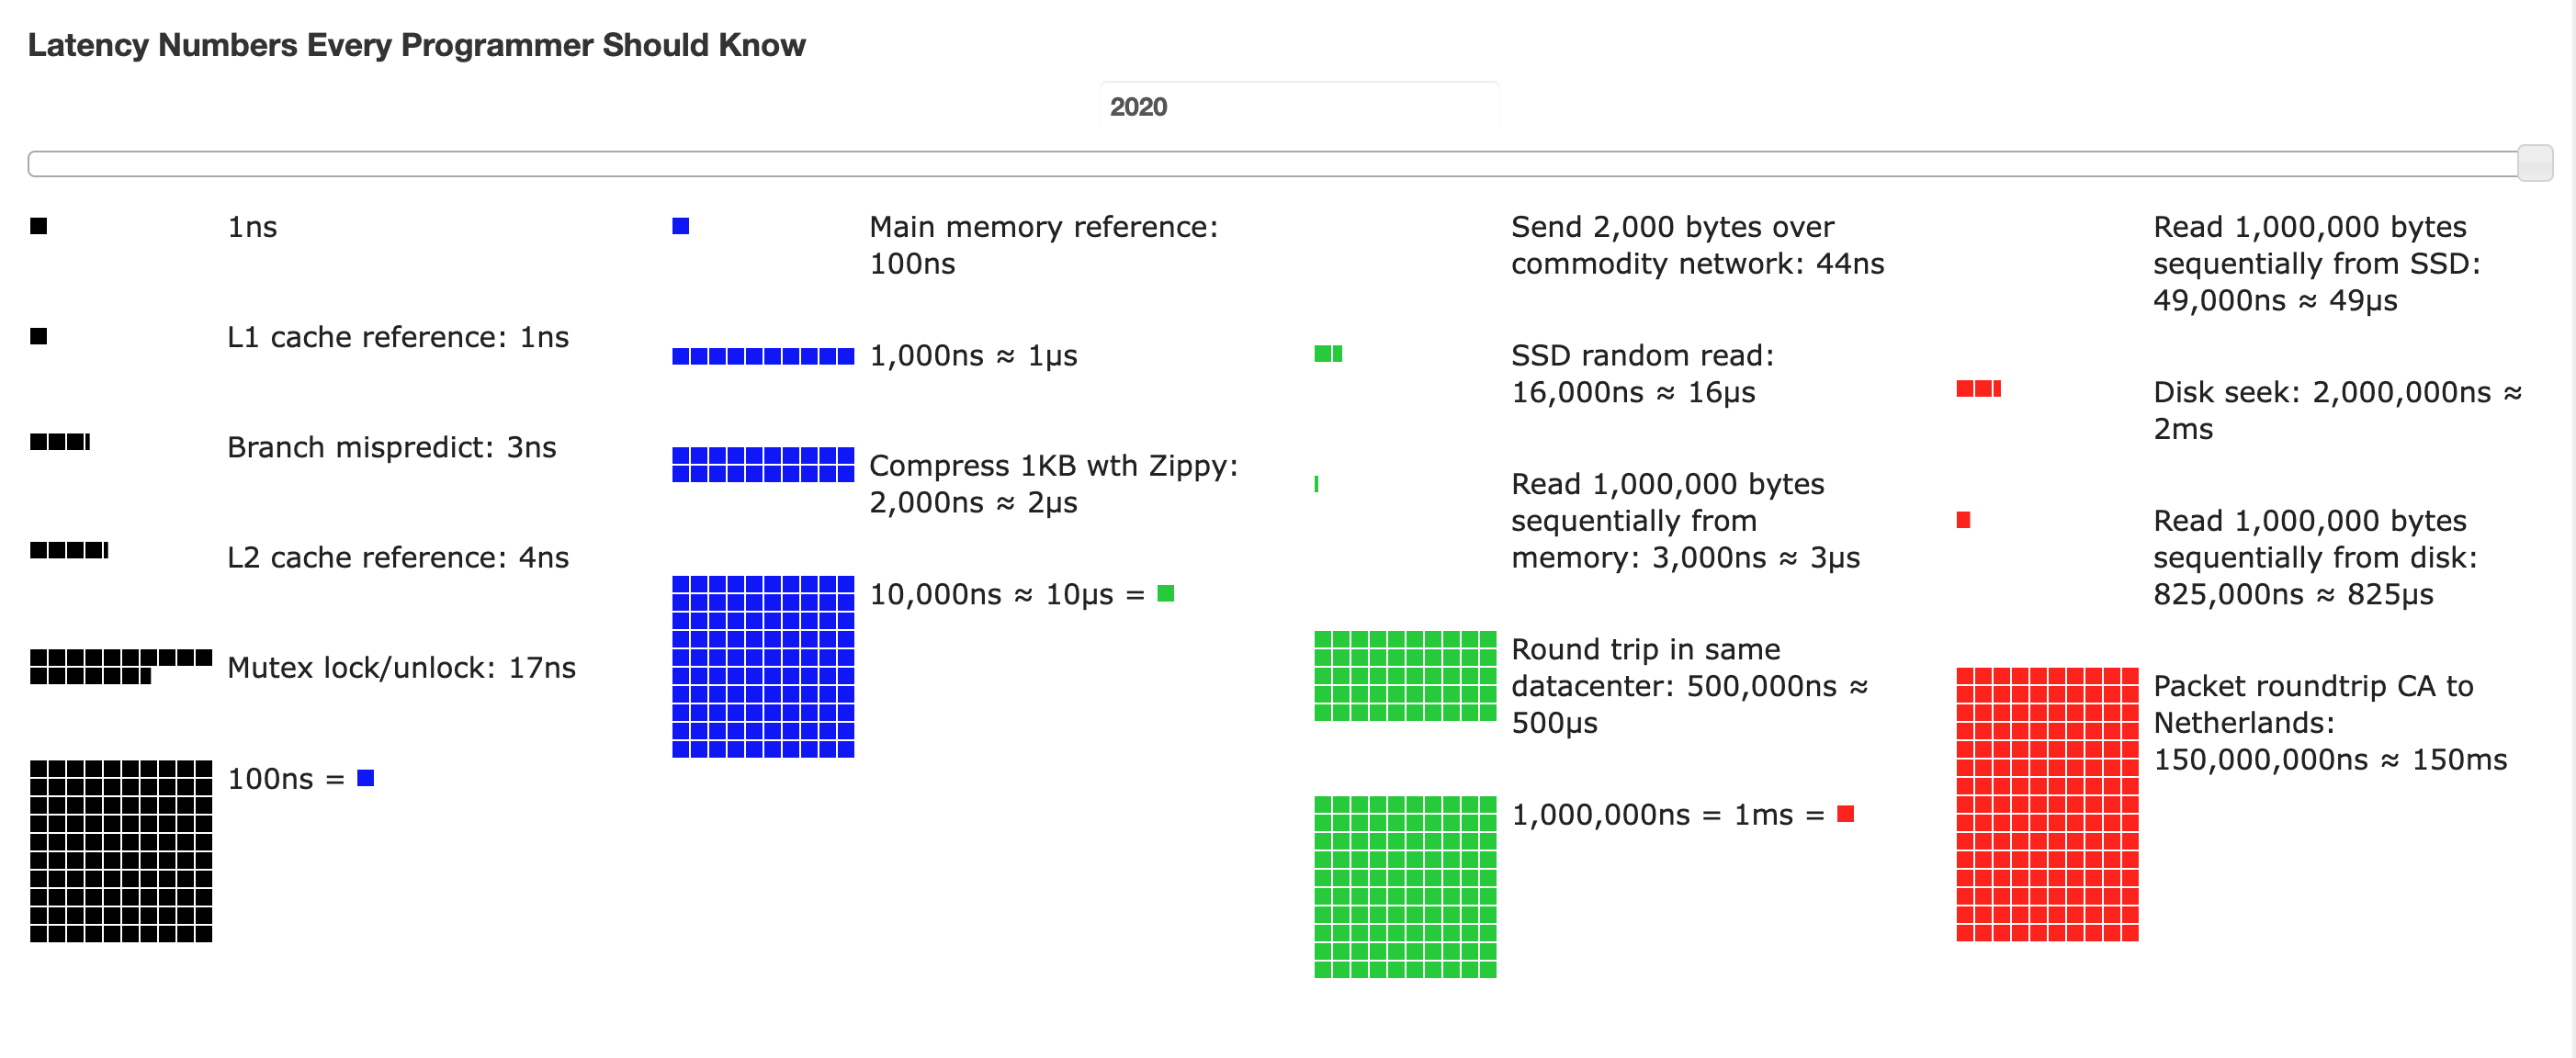 Latency Numbers Every Programmer Should Know
2020
1ns
L1 cache reference: 1ns
Branch mispredict: 3ns
L2 cache reference: 4ns
Mutex lock/unlock: 17ns
100ns =
Main memory reference:
100ns
1,000ns ≈ 1μs
Compress 1KB wth Zippy:
2,000ns ≈ 2μs
10,000ns ≈ 10μs =
Send 2,000 bytes over
commodity network: 44ns
SSD random read:
16,000ns ≈ 16μs
Read 1,000,000 bytes
sequentially from
memory: 3,000ns ≈ 3μs
Round trip in same
datacenter: 500,000ns ≈
500μs
1,000,000ns = 1ms =
Read 1,000,000 bytes
sequentially from SSD:
49,000ns ≈ 49μs
Disk seek: 2,000,000ns ≈
2ms
Read 1,000,000 bytes
sequentially from disk:
825,000ns ≈ 825μs
Packet roundtrip CA to
Netherlands:
150,000,000ns ≈ 150ms